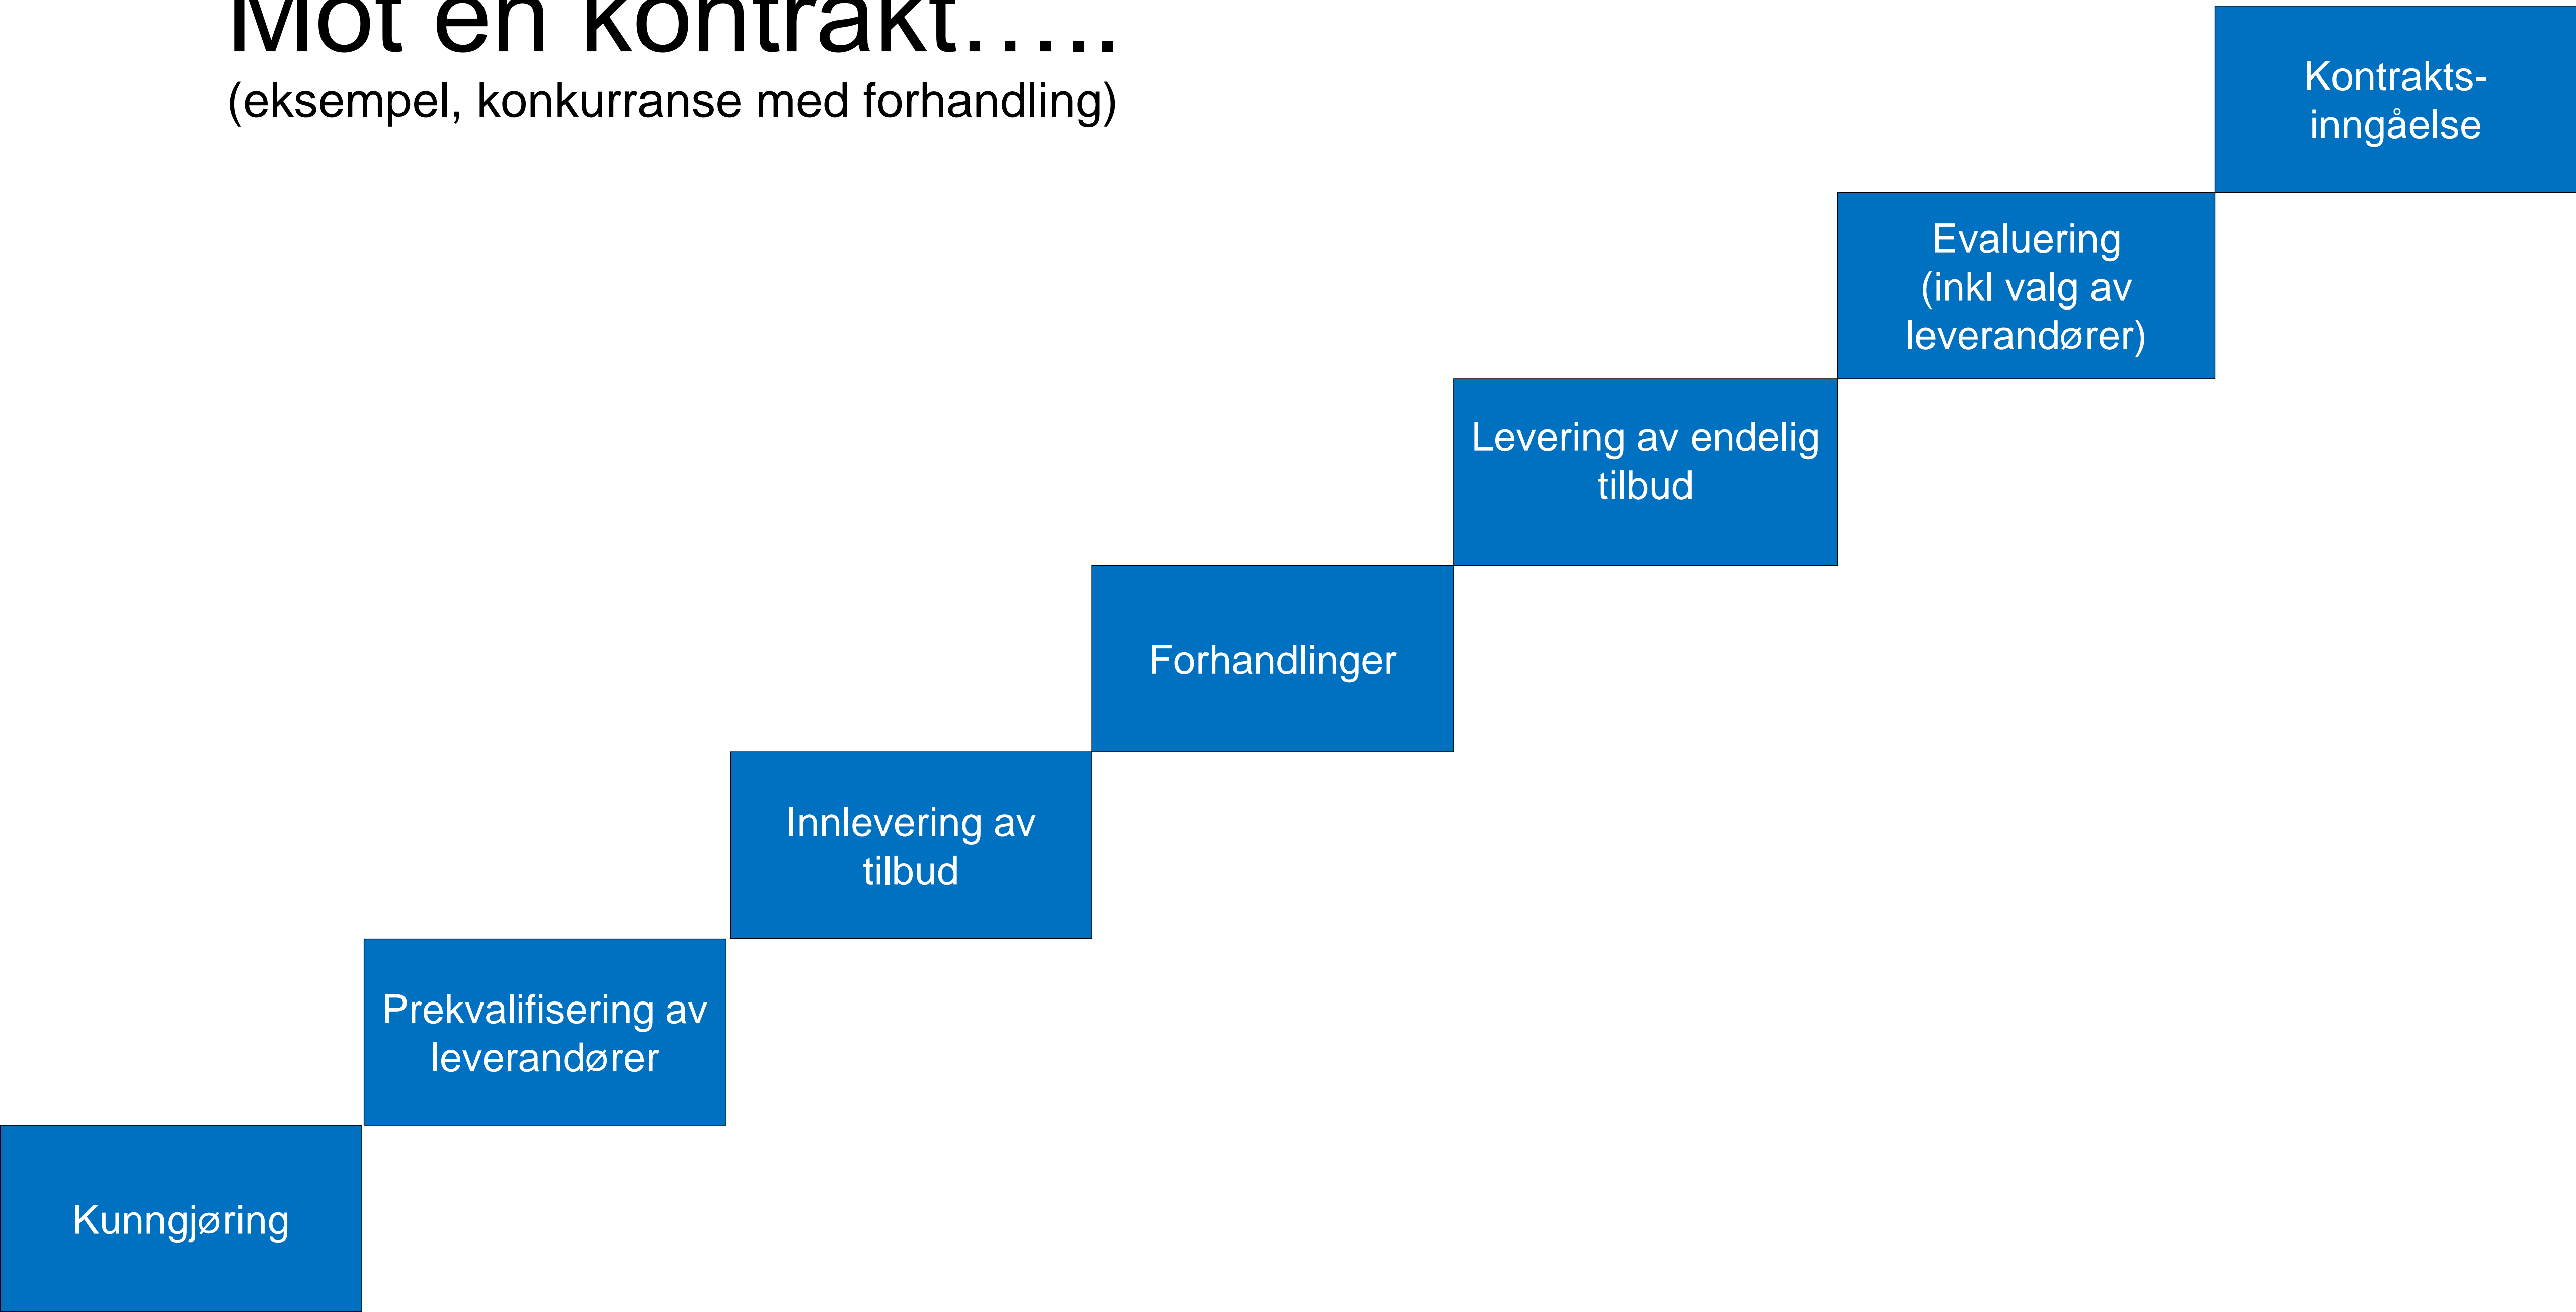 Mot en kontrakt…..
(eksempel, konkurranse med forhandling)
Kontrakts-
inngåelse
Evaluering
(inkl valg av
leverandører)
Levering av endelig
tilbud
Forhandlinger
Innlevering av
tilbud
Prekvalifisering av
leverandører
Kunngjøring